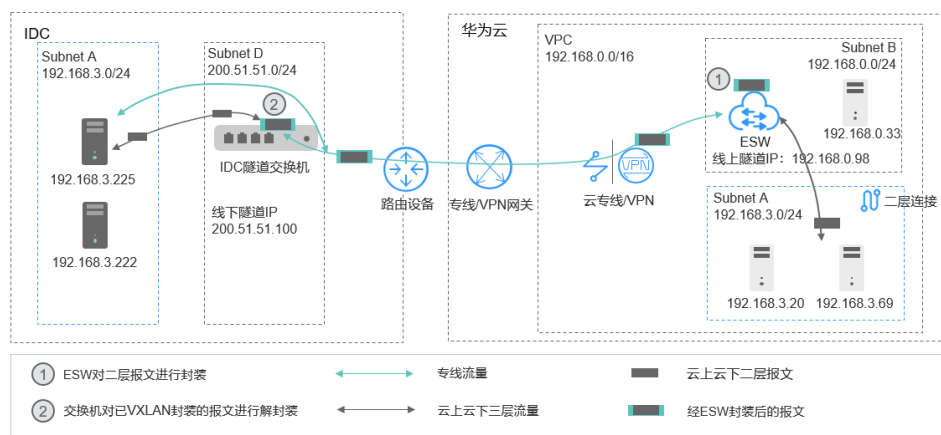 IDC
Subnet A
192.168.3.0/24
192.168.3.225
192.168.3.222
Subnet D
200.51.51.0/24
2
IDC隧道交换机
线下隧道IP
200.51.51.100
路由设备
专线/VPN网关
华为云
VPC
192.168.0.0/16
VPN
云专线/VPN
Subnet B
192.168.0.0/24
1
192.168.0.33
ESW
线上隧道IP：192.168.0.98
Subnet A
192.168.3.0/24
二层连接
192.168.3.20
192.168.3.69
1 ESW对二层报文进行封装
专线流量
云上云下二层报文
2 交换机对已VXLAN封装的报文进行解封装
云上云下三层流量
经ESW封装后的报文